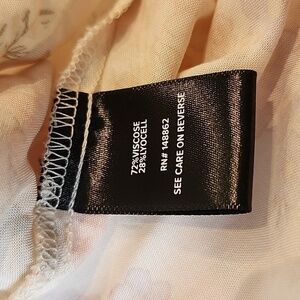 72%VISCOSE
28%LYOCELL
RN# 148862
SEE CARE ON REVERSE